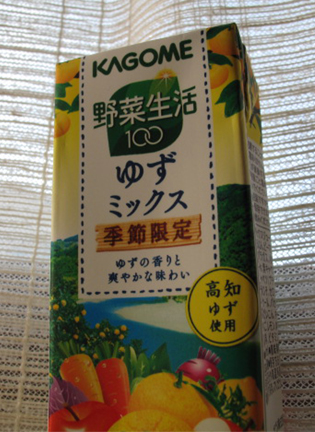 KAGOME
野菜生活
100
ゆず
ミックス
季節限定
ゆずの香りと
爽やかな味わい
高知
ゆず
使用